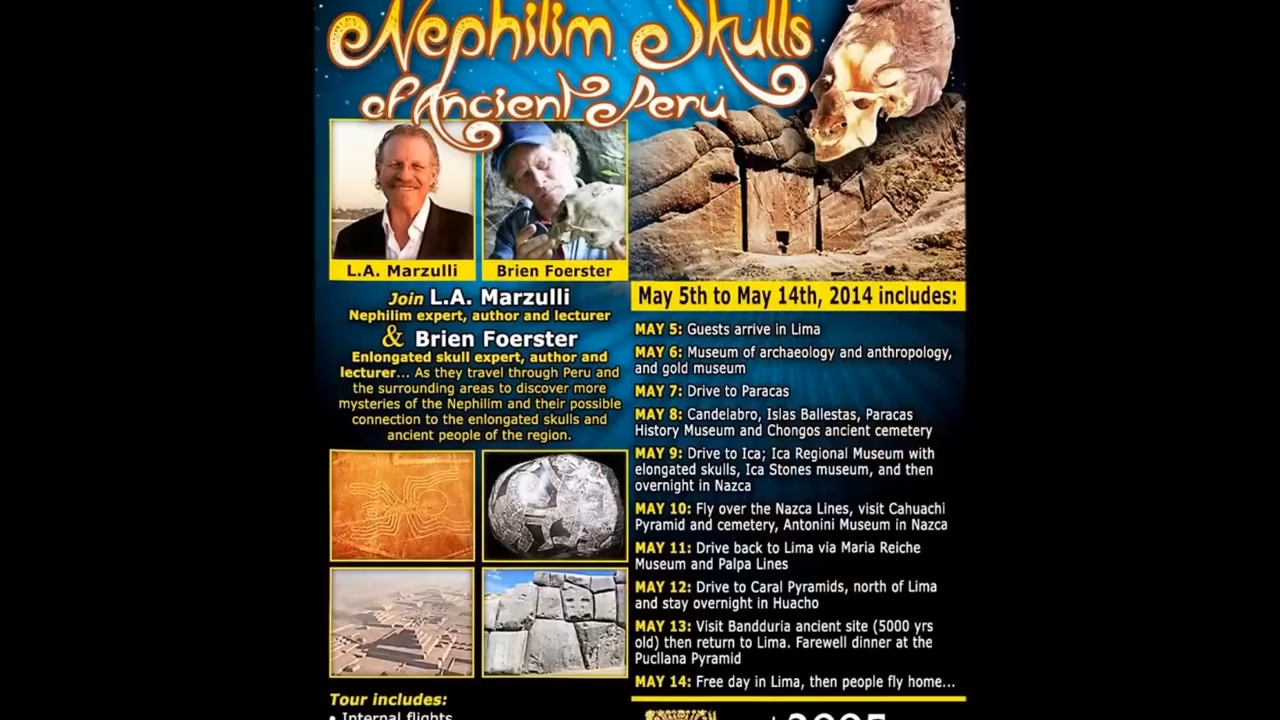 Nephilim Skulls
of Ancient Peru
L.A. Marzulli
Brien Foerster
Join L.A. Marzulli
Nephilim expert, author and lecturer
& Brien Foerster
Enlongated skull expert, author and
lecturer... As they travel through Peru and
the surrounding areas to discover more
mysteries of the Nephilim and their possible
connection to the enlongated skulls and
ancient people of the region.
Tour includes:
• Internal flights
May 5th to May 14th, 2014 includes:
MAY 5: Guests arrive in Lima
MAY 6: Museum of archaeology and anthropology,
and gold museum
MAY 7: Drive to Paracas
MAY 8: Candelabro, Islas Ballestas, Paracas
History Museum and Chongos ancient cemetery
MAY 9: Drive to Ica; Ica Regional Museum with
elongated skulls, Ica Stones museum, and then
overnight in Nazca
MAY 10: Fly over the Nazca Lines, visit Cahuachi
Pyramid and cemetery, Antonini Museum in Nazca
MAY 11: Drive back to Lima via Maria Reiche
Museum and Palpa Lines
MAY 12: Drive to Caral Pyramids, north of Lima
and stay overnight in Huacho
MAY 13: Visit Bandduria ancient site (5000 yrs
old) then return to Lima. Farewell dinner at the
Pucllana Pyramid
MAY 14: Free day in Lima, then people fly home...